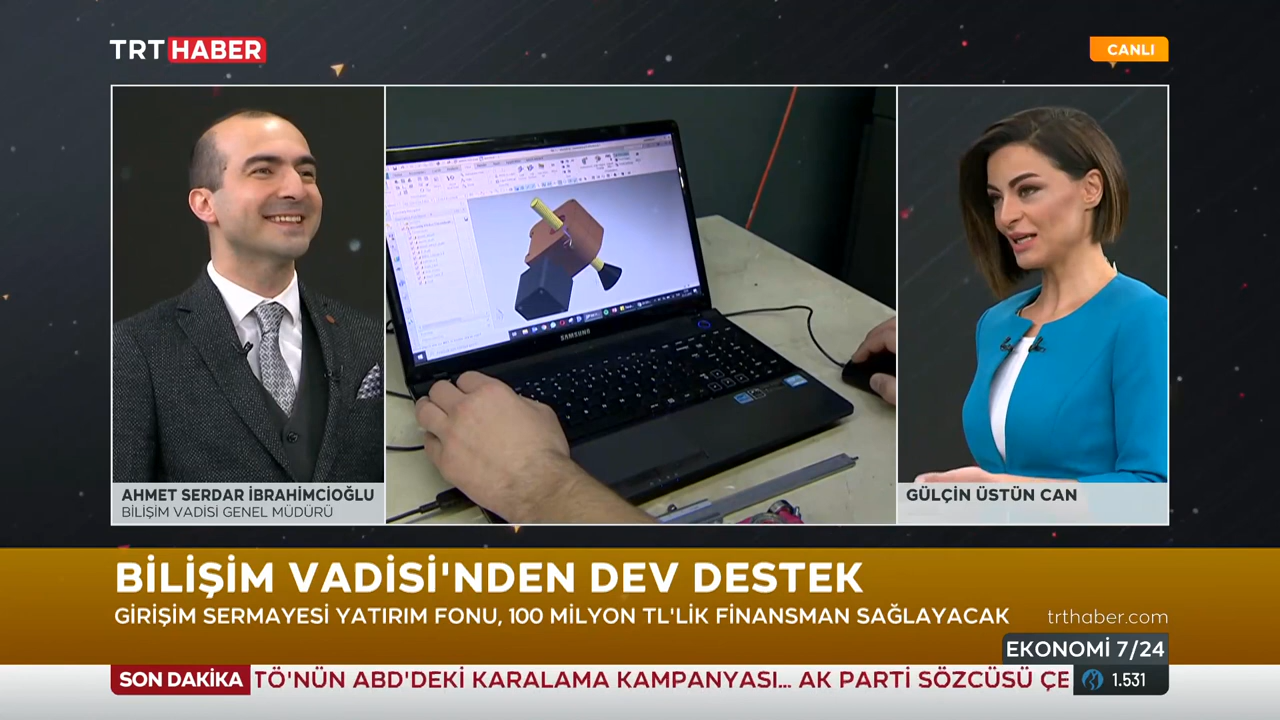 TRT HABER
CANLI
SAMSUNG
AHMET SERDAR İBRAHİMCİOĞLU
BİLİŞİM VADİSİ GENEL MÜDÜRÜ
GÜLÇİN ÜSTÜN CAN
BİLİŞİM VADİSİ'NDEN DEV DESTEK
GİRİŞİM SERMAYESİ YATIRIM FONU, 100 MİLYON TL'LİK FİNANSMAN SAĞLAYACAK
trthaber.com
EKONOMİ 7/24
SON DAKİKA TÖ'NÜN ABD'DEKİ KARALAMA KAMPANYASI... AK PARTİ SÖZCÜSÜ ÇE
1.531